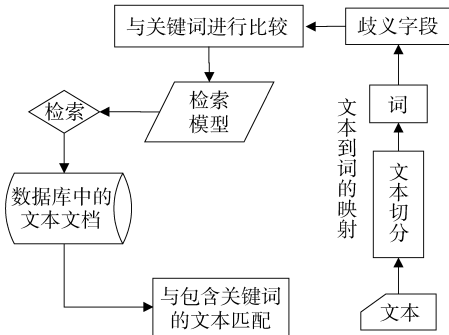 与关键词进行比较
歧义字段
检索
模型
检索
词
文本到词的映射
文本切分
数据库中的
文本文档
与包含关键词
的文本匹配
文本